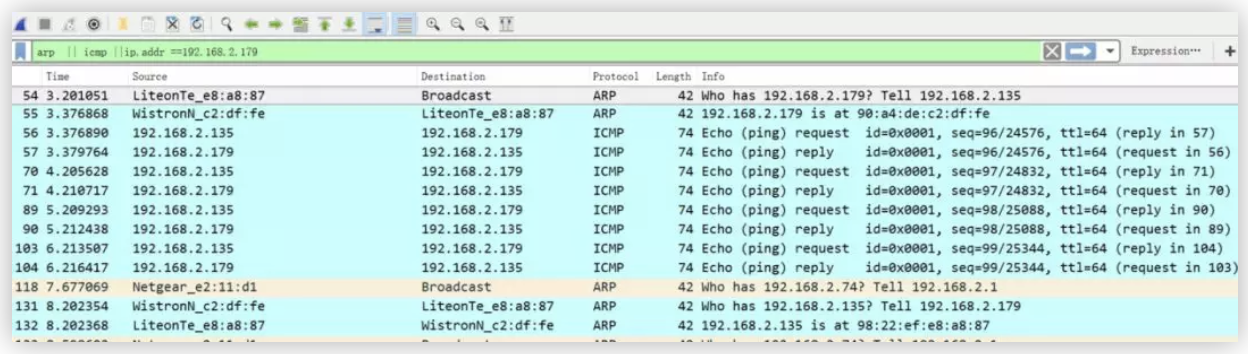 arp || icmp ||ip.addr ==192.168.2.179 Expression… +
Time Source Destination Protocol Length Info
54 3.201051 LiteonTe_e8:a8:87 Broadcast ARP 42 Who has 192.168.2.179? Tell 192.168.2.135
55 3.376868 WistronN_c2:df:fe LiteonTe_e8:a8:87 ARP 42 192.168.2.179 is at 90:a4:de:c2:df:fe
56 3.376890 192.168.2.135 192.168.2.179 ICMP 74 Echo (ping) request id=0x0001, seq=96/24576, ttl=64 (reply in 57)
57 3.379764 192.168.2.179 192.168.2.135 ICMP 74 Echo (ping) reply id=0x0001, seq=96/24576, ttl=64 (request in 56)
70 4.205628 192.168.2.135 192.168.2.179 ICMP 74 Echo (ping) request id=0x0001, seq=97/24832, ttl=64 (reply in 71)
71 4.210717 192.168.2.179 192.168.2.135 ICMP 74 Echo (ping) reply id=0x0001, seq=97/24832, ttl=64 (request in 70)
89 5.209293 192.168.2.135 192.168.2.179 ICMP 74 Echo (ping) request id=0x0001, seq=98/25088, ttl=64 (reply in 90)
90 5.212438 192.168.2.179 192.168.2.135 ICMP 74 Echo (ping) reply id=0x0001, seq=98/25088, ttl=64 (request in 89)
103 6.213507 192.168.2.135 192.168.2.179 ICMP 74 Echo (ping) request id=0x0001, seq=99/25344, ttl=64 (reply in 104)
104 6.216417 192.168.2.179 192.168.2.135 ICMP 74 Echo (ping) reply id=0x0001, seq=99/25344, ttl=64 (request in 103)
118 7.677069 Netgear_e2:11:d1 Broadcast ARP 42 Who has 192.168.2.74? Tell 192.168.2.1
131 8.202354 WistronN_c2:df:fe LiteonTe_e8:a8:87 ARP 42 Who has 192.168.2.135? Tell 192.168.2.179
132 8.202368 LiteonTe_e8:a8:87 WistronN_c2:df:fe ARP 42 192.168.2.135 is at 98:22:ef:e8:a8:87